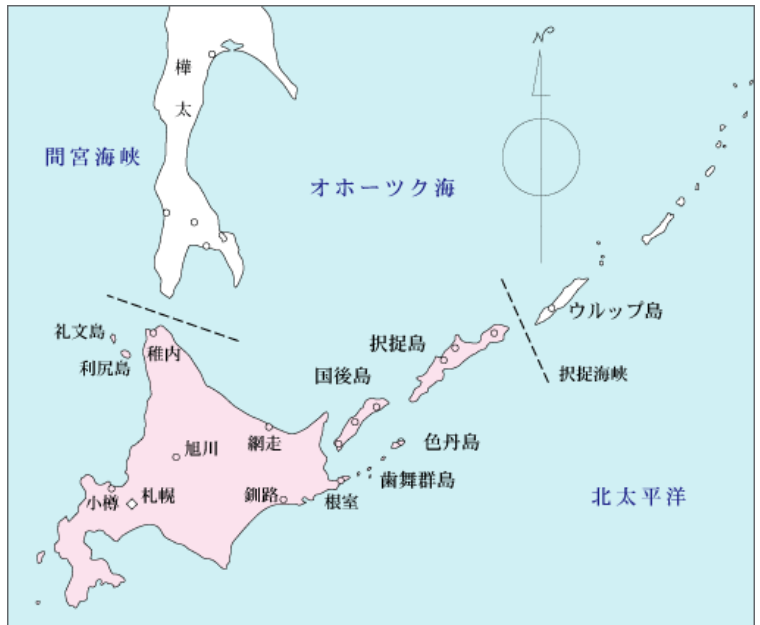 N
樺
太
間宮海峡
オホーツク海
ウルップ島
礼文島
択捉島
稚内
利尻島
択捉海峡
国後島
網走
色丹島
旭川
歯舞群島
小樽
札幌
釧路
根室
北太平洋